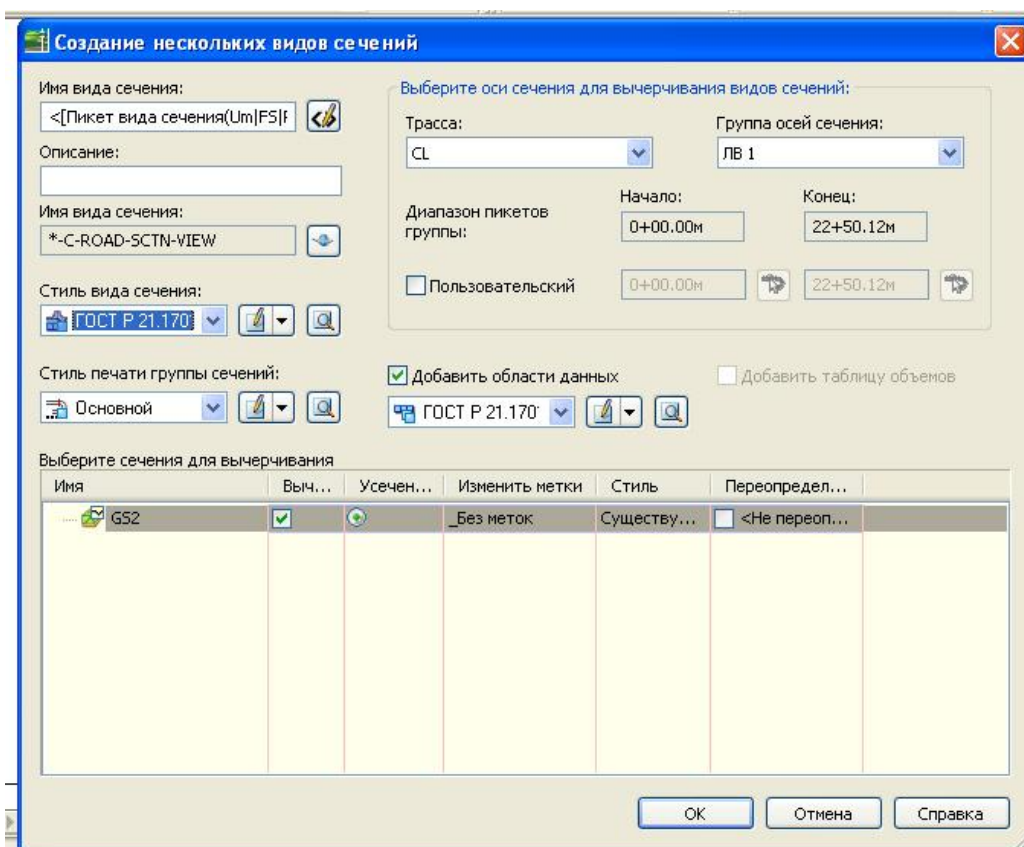 Создание нескольких видов сечений
Имя вида сечения:
<[Пикет вида сечения(Um|FS|F
Описание:
Имя вида сечения:
*-C-ROAD-SCTN-VIEW
Стиль вида сечения:
ГОСТ Р 21.170
Стиль печати группы сечений:
Основной
Выберите оси сечения для вычерчивания видов сечений:
Трасса:
Группа осей сечения:
CL
ЛВ 1
Диапазон пикетов
группы:
Начало:
Конец:
0+00.00м
22+50.12м
Пользовательский
0+00.00м
22+50.12м
Добавить области данных
Добавить таблицу объемов
ГОСТ Р 21.170
Выберите сечения для вычерчивания
Имя Выч... Усечен... Изменить метки Стиль Переопредел...
GS2 _Без меток Существу... <Не переоп...
OK Отмена Справка